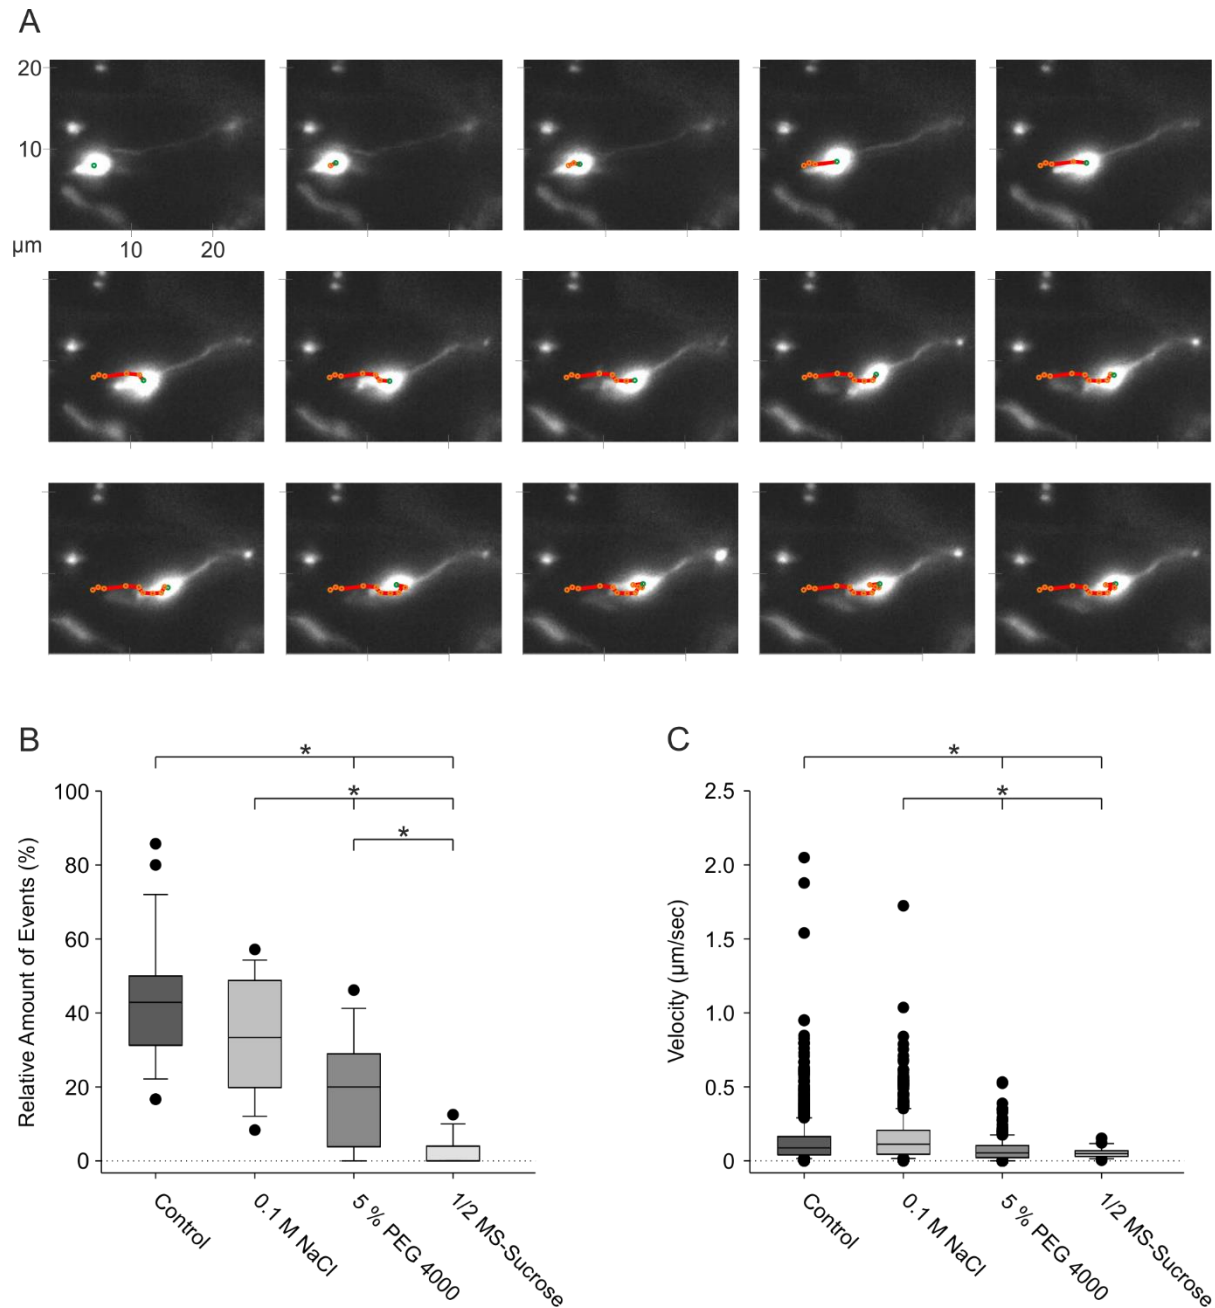 A
20
10
µm
10 20
B
*
*
*
100
80
60
40
20
0
Relative Amount of Events (%)
Control
0.1 M NaCl
5 % PEG 4000
1/2 MS-Sucrose
C
*
*
2.5
2.0
1.5
1.0
0.5
0
Velocity (µm/sec)
Control
0.1 M NaCl
5 % PEG 4000
1/2 MS-Sucrose